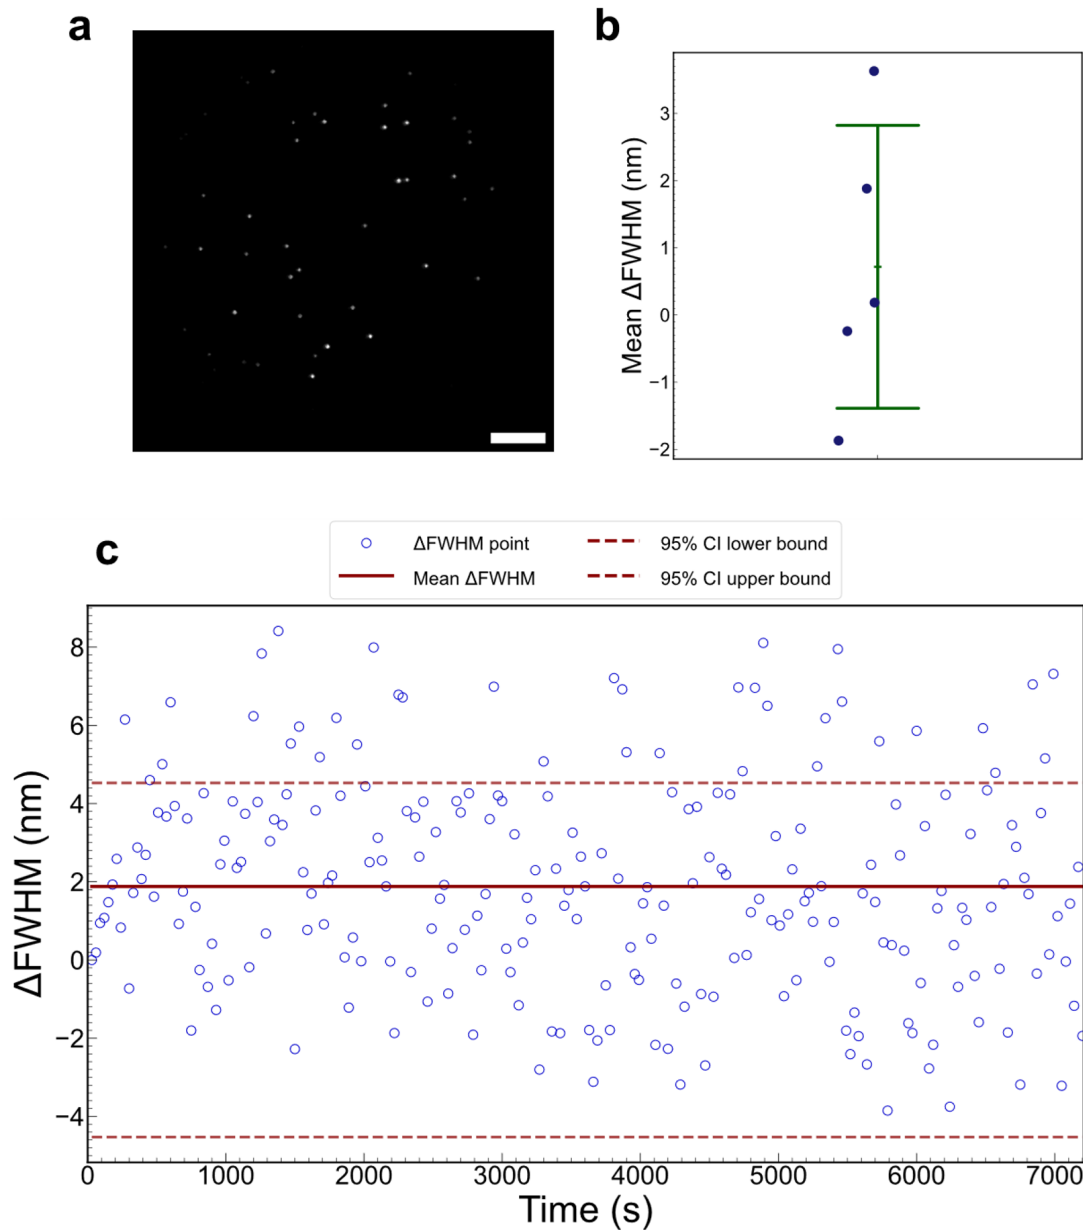 a
b
3
2
1
0
−1
−2
Mean ΔFWHM (nm)
c
ΔFWHM point
95% CI lower bound
Mean ΔFWHM
95% CI upper bound
8
6
4
2
0
−2
−4
ΔFWHM (nm)
0 1000 2000 3000 4000 5000 6000 7000
Time (s)